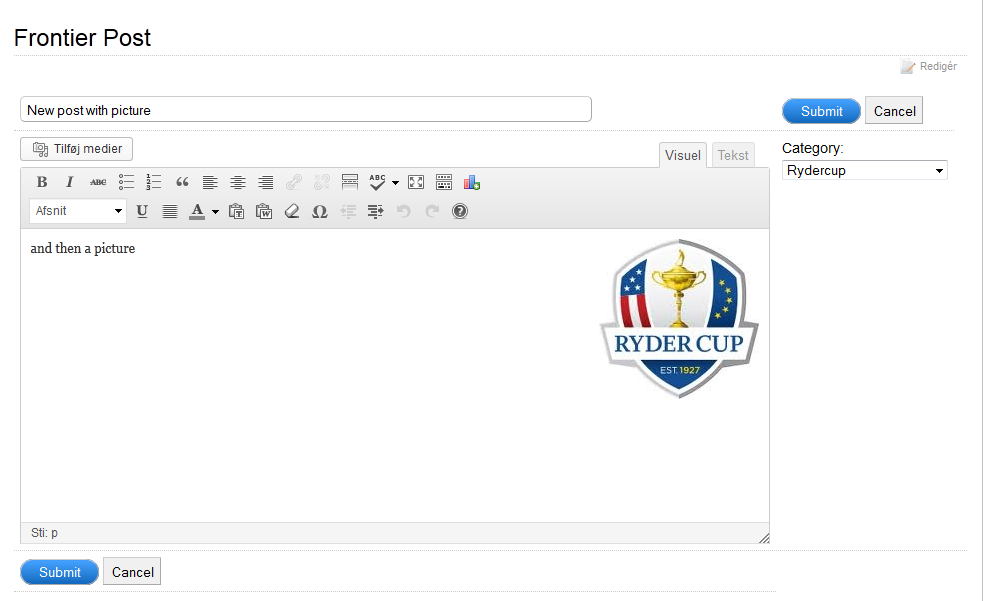 Frontier Post
Redigér
New post with picture
Submit Cancel
Tilføj medier
Visuel Tekst
Category:
Rydercup
B I ABC ABC
Afsnit U A T W Ω ?
and then a picture
RYDER CUP
EST. 1927
Sti: p
Submit Cancel